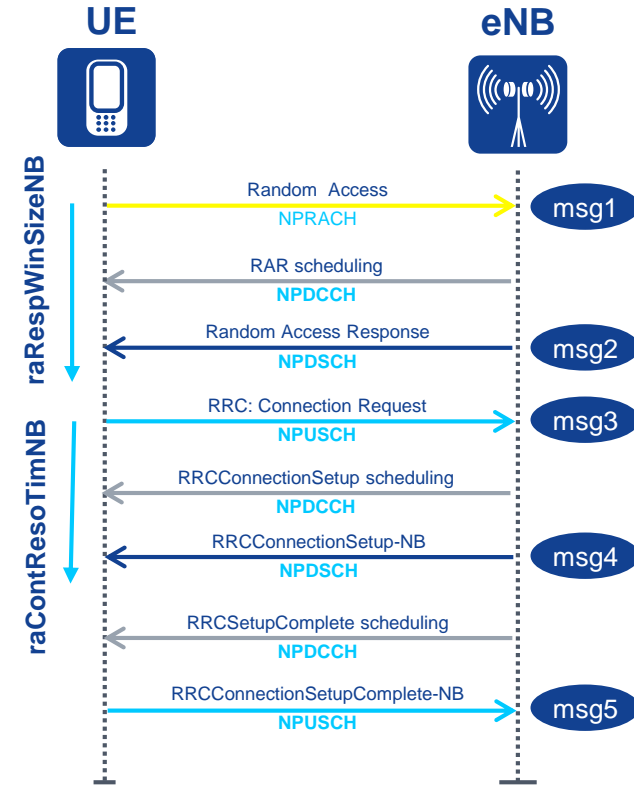 UE
eNB
raRespWinSizeNB
Random Access
NPRACH
msg1
RAR scheduling
NPDCCH
Random Access Response
NPDSCH
msg2
raContResoTimNB
RRC: Connection Request
NPUSCH
msg3
RRCConnectionSetup scheduling
NPDCCH
RRCConnectionSetup-NB
NPDSCH
msg4
RRCSetupComplete scheduling
NPDCCH
RRCConnectionSetupComplete-NB
NPUSCH
msg5